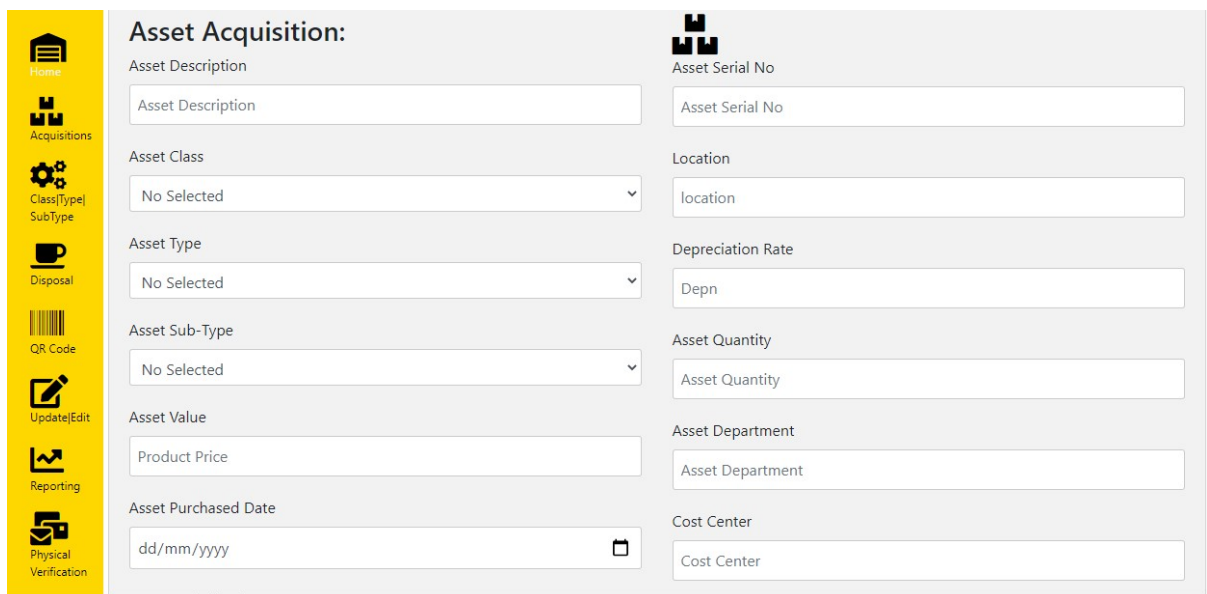 Home
Acquisitions
Class|Type|
SubType
Disposal
QR Code
Update|Edit
Reporting
Physical
Verification
Asset Acquisition:
Asset Description
Asset Description
Asset Class
No Selected
Asset Type
No Selected
Asset Sub-Type
No Selected
Asset Value
Product Price
Asset Purchased Date
dd/mm/yyyy
Asset Serial No
Asset Serial No
Location
location
Depreciation Rate
Depn
Asset Quantity
Asset Quantity
Asset Department
Asset Department
Cost Center
Cost Center